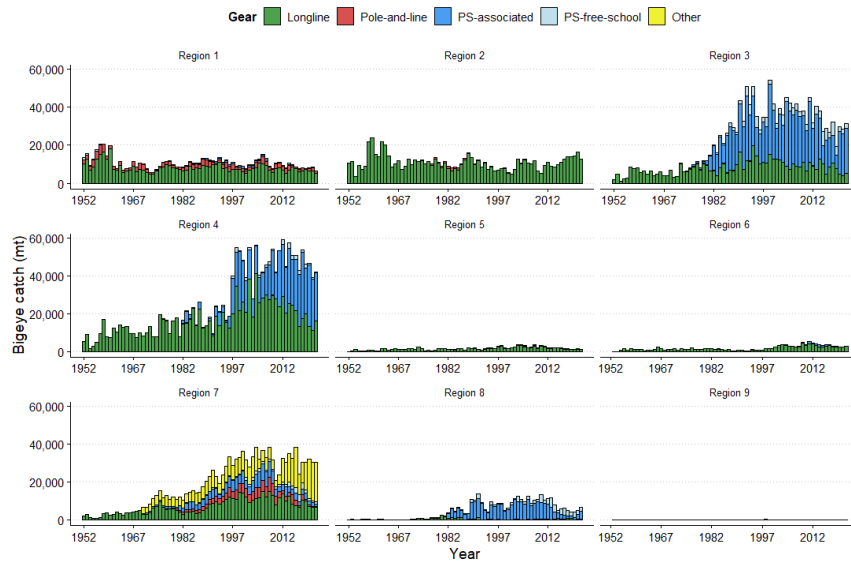 Gear Longline Pole-and-line PS-associated PS-free-school Other
Region 1 Region 2 Region 3
60,000
40,000
20,000
0
1952 1967 1982 1997 2012 1952 1967 1982 1997 2012 1952 1967 1982 1997 2012
Region 4 Region 5 Region 6
Bigeye catch (mt)
60,000
40,000
20,000
0
1952 1967 1982 1997 2012 1952 1967 1982 1997 2012 1952 1967 1982 1997 2012
Region 7 Region 8 Region 9
60,000
40,000
20,000
0
1952 1967 1982 1997 2012 1952 1967 1982 1997 2012 1952 1967 1982 1997 2012
Year